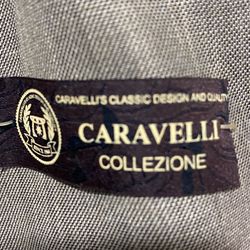 CARAVELLI'S CLASSIC DESIGN AND QUALITY
CARAVELLI
COLLEZIONE